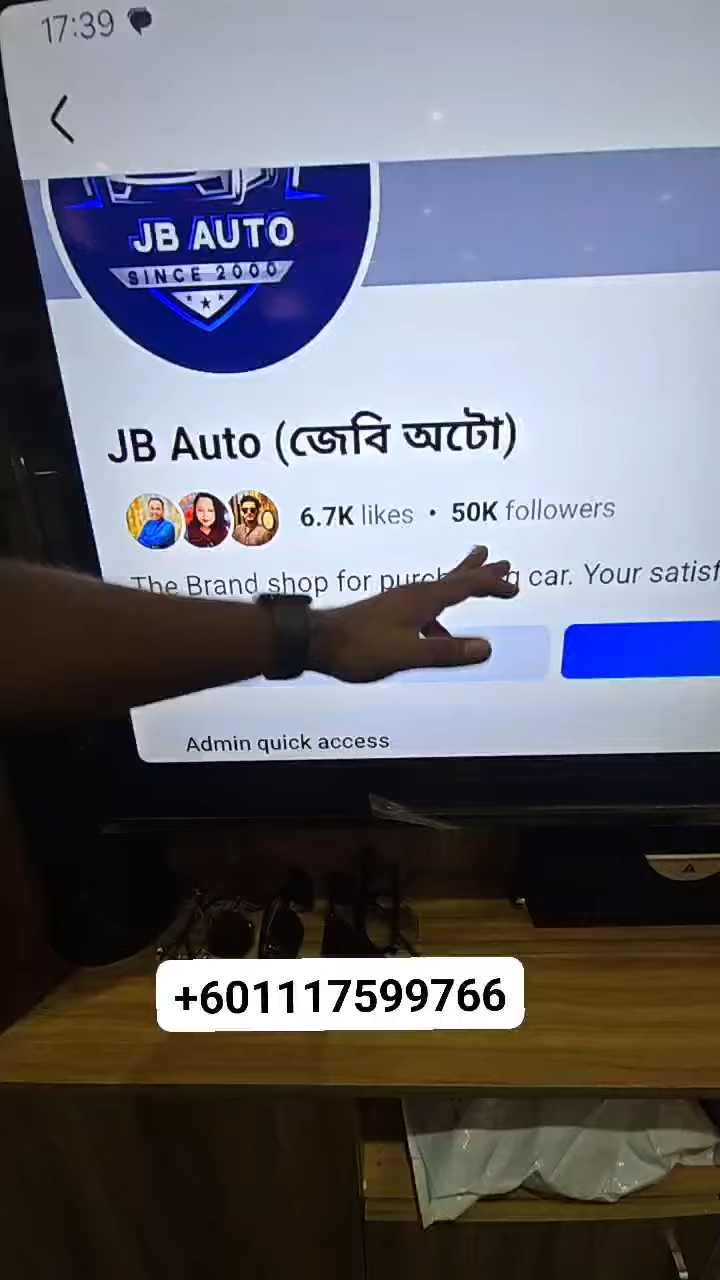 17:39
JB AUTO
SINCE 2000
JB Auto (জেবি অটো)
6.7K likes • 50K followers
The Brand shop for car. Your
Admin quick access
+601117599766